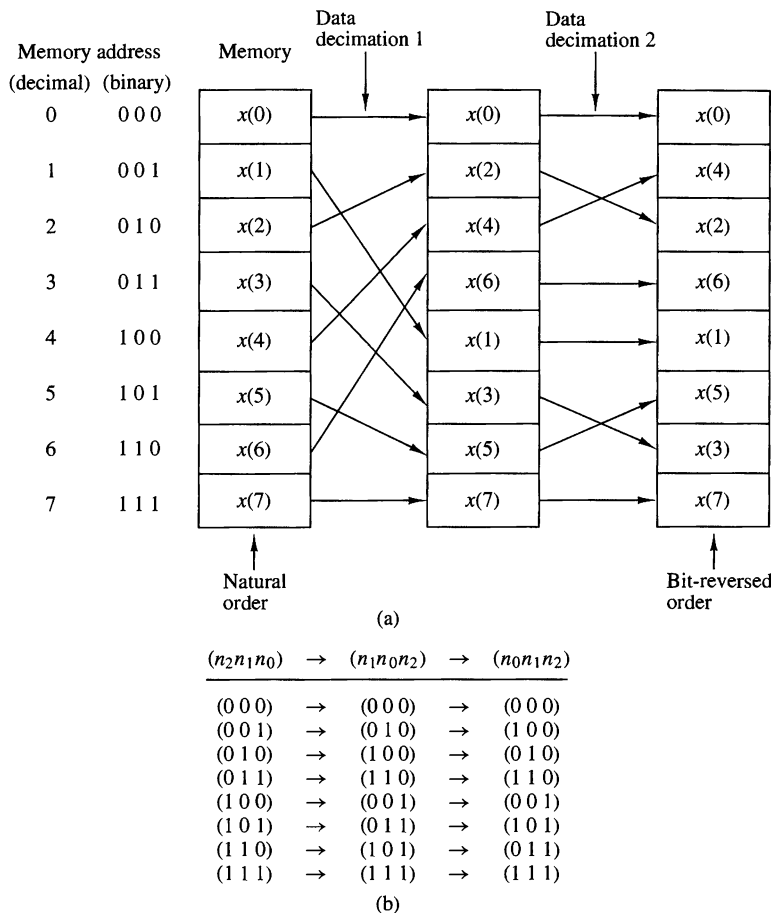 Data
decimation 1
Data
decimation 2
Memory address
Memory
(decimal) (binary)
0 0 0 0 x(0) x(0) x(0)
1 0 0 1 x(1) x(2) x(4)
2 0 1 0 x(2) x(4) x(2)
3 0 1 1 x(3) x(6) x(6)
4 1 0 0 x(4) x(1) x(1)
5 1 0 1 x(5) x(3) x(5)
6 1 1 0 x(6) x(5) x(3)
7 1 1 1 x(7) x(7) x(7)
Natural
order
Bit-reversed
order
(a)
(n₂n₁n₀) → (n₁n₀n₂) → (n₀n₁n₂)
(0 0 0) → (0 0 0) → (0 0 0)
(0 0 1) → (0 1 0) → (1 0 0)
(0 1 0) → (1 0 0) → (0 1 0)
(0 1 1) → (1 1 0) → (1 1 0)
(1 0 0) → (0 0 1) → (0 0 1)
(1 0 1) → (0 1 1) → (1 0 1)
(1 1 0) → (1 0 1) → (0 1 1)
(1 1 1) → (1 1 1) → (1 1 1)
(b)